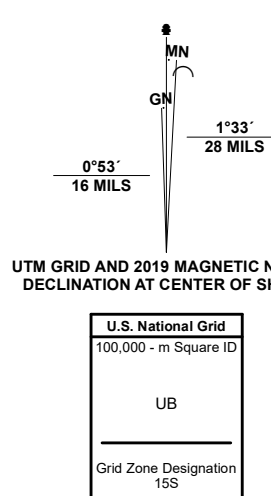 MN
GN
1°33´
28 MILS
0°53´
16 MILS
UTM GRID AND 2019 MAGNETIC N
DECLINATION AT CENTER OF SH
U.S. National Grid
100,000 - m Square ID
UB
Grid Zone Designation
15S